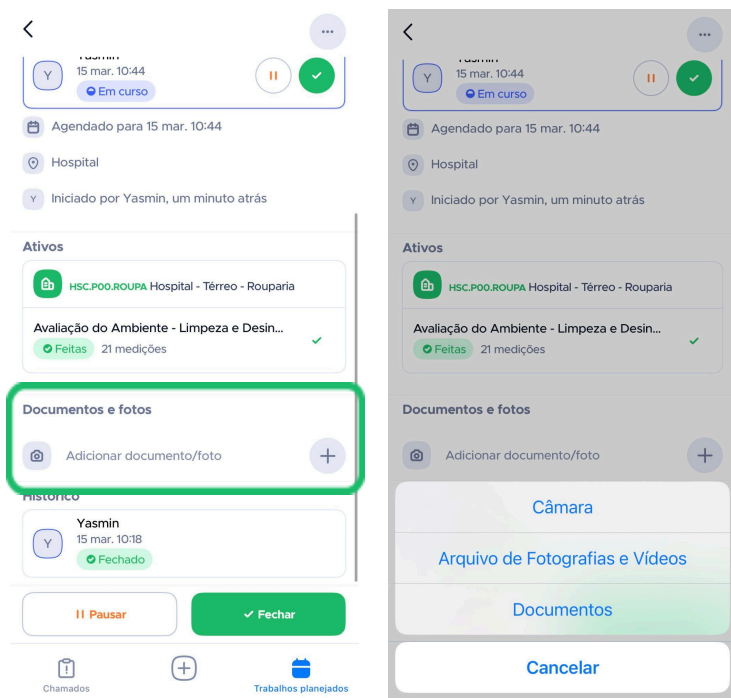 Yasmin
Y
15 mar. 10:44
Em curso
Agendado para 15 mar. 10:44
Hospital
Y
Iniciado por Yasmin, um minuto atrás
Ativos
HSC.P00.ROUPA Hospital - Térreo - Rouparia
Avaliação do Ambiente - Limpeza e Desin...
Feitas 21 medições
Documentos e fotos
Adicionar documento/foto
Histórico
Yasmin
Y
15 mar. 10:18
Fechado
Pausar
Fechar
Chamados
Trabalhos planejados
Yasmin
Y
15 mar. 10:44
Em curso
Agendado para 15 mar. 10:44
Hospital
Y
Iniciado por Yasmin, um minuto atrás
Ativos
HSC.P00.ROUPA Hospital - Térreo - Rouparia
Avaliação do Ambiente - Limpeza e Desin...
Feitas 21 medições
Documentos e fotos
Adicionar documento/foto
Câmara
Arquivo de Fotografias e Vídeos
Documentos
Cancelar